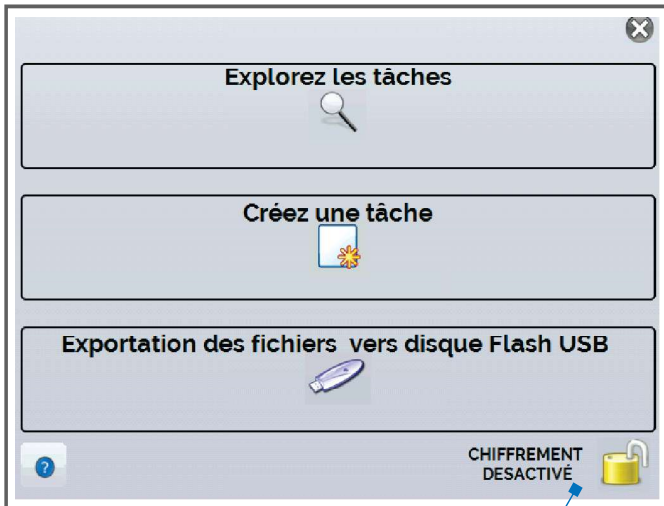 Explorez les tâches
Créez une tâche
Exportation des fichiers vers disque Flash USB
?
CHIFFREMENT
DESACTIVÉ